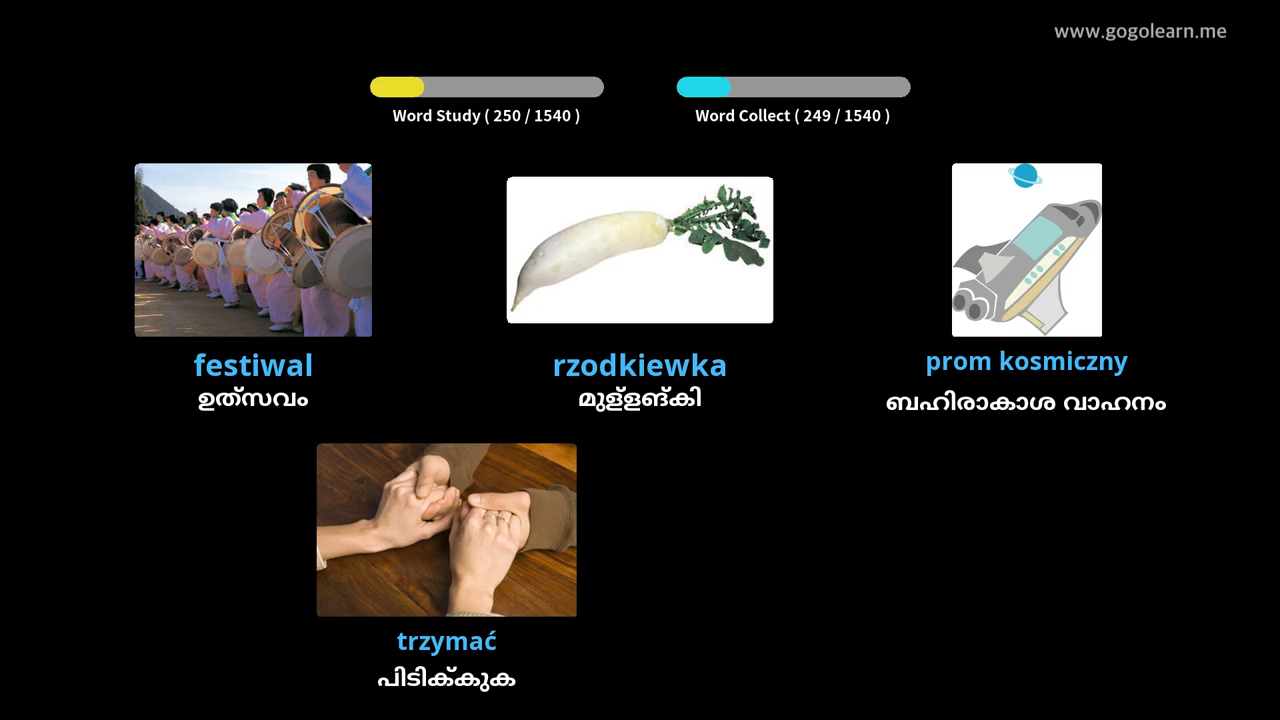 www.gogolearn.me
Word Study ( 250 / 1540 )
Word Collect ( 249 / 1540 )
festiwal
ഉത്സവം
rzodkiewka
മുള്ളങ്കി
prom kosmiczny
ബഹിരാകാശ വാഹനം
trzymać
പിടിക്കുക